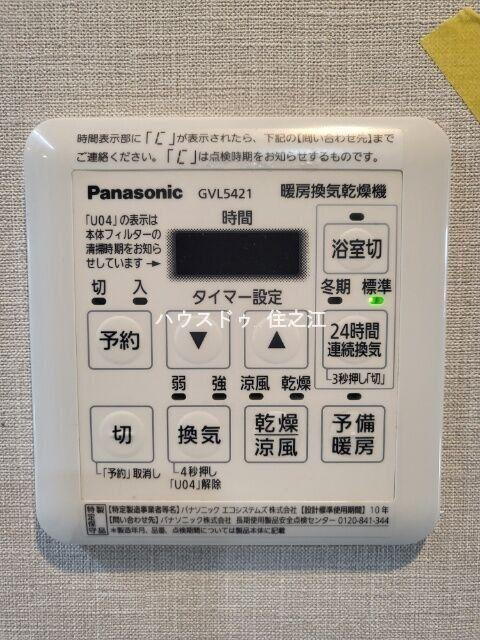 時間表示部に「 」が表示されたら、下記の【問い合わせ先】まで
ご連絡ください。「 」は点検時期をお知らせするものです。
Panasonic GVL5421 暖房換気乾燥機
「U04」の表示は
本体フィルターの
清掃時期をお知ら
せしています→
時間
浴室切
切 入
タイマー設定
冬期 標準
予約
▼
▲
24時間
連続換気
3秒押し「切」
ハウスドゥ 住之江
弱 強 涼風 乾燥
切
換気
乾燥
涼風
予備
暖房
「予約」取消し
4秒押し
「U04」解除
特定保守製品
【特定製造事業者等名】パナソニック エコシステムズ株式会社【設計標準使用期間】10年
【問い合わせ先】パナソニック株式会社 長期使用製品安全点検センター 0120-841-344
*製造年月、品番、点検期間については製品本体に記載